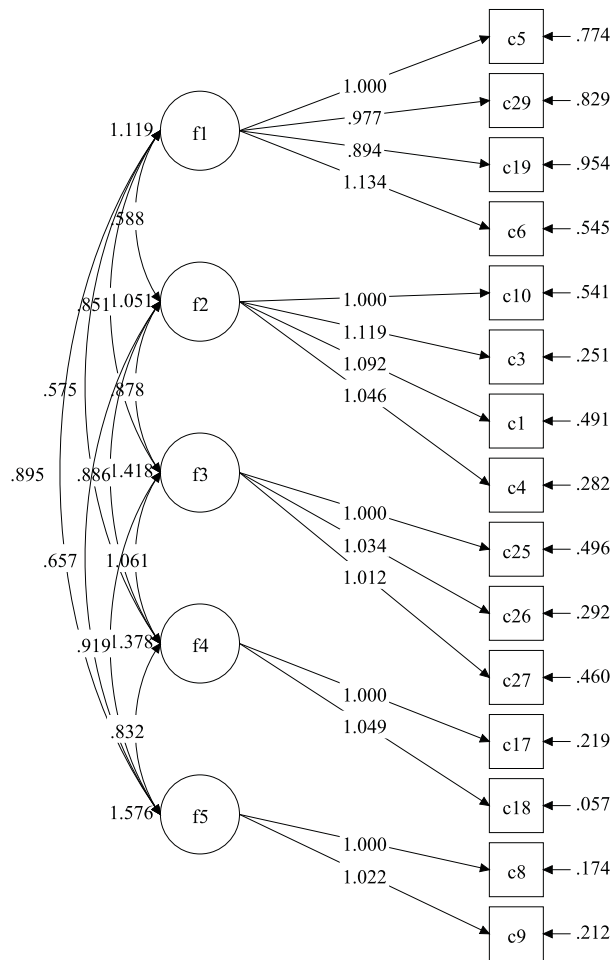 c5 .774
1.000
c29 .829
.977
1.119 f1
.894
c19 .954
1.134
.588
c6 .545
c10 .541
.851 1.051 f2
1.000
1.119
c3 .251
1.092
.575 .878
1.046
c1 .491
.895 .886 1.418 f3
c4 .282
1.000
1.034
c25 .496
.657 1.061
1.012
c26 .292
.919 1.378 f4
c27 .460
1.000
.832
1.049
c17 .219
c18 .057
1.576 f5
1.000
c8 .174
1.022
c9 .212